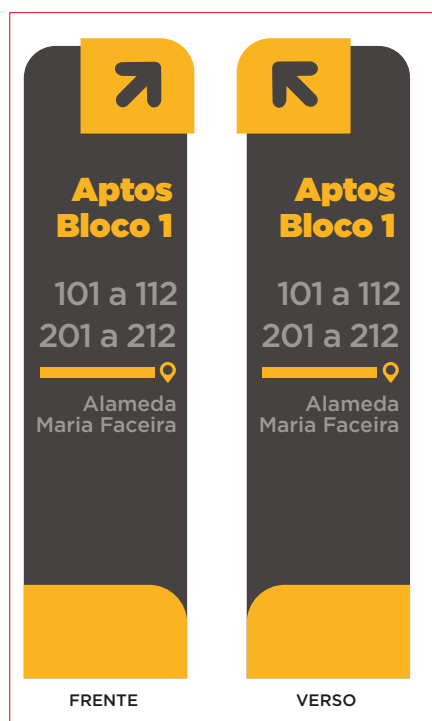 Aptos
Bloco 1
101 a 112
201 a 212
Alameda
Maria Faceira
FRENTE
Aptos
Bloco 1
101 a 112
201 a 212
Alameda
Maria Faceira
VERSO